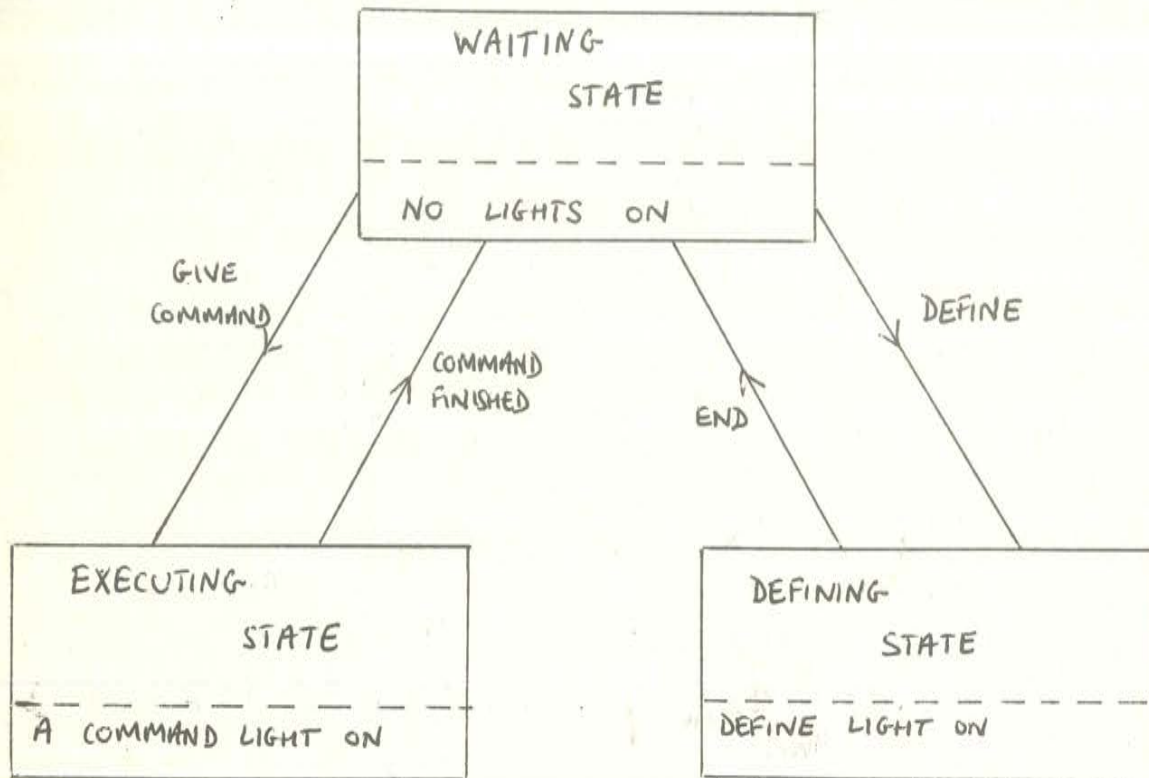 WAITING
STATE
NO LIGHTS ON
GIVE
COMMAND
COMMAND
FINISHED
END
DEFINE
EXECUTING
STATE
A COMMAND LIGHT ON
DEFINING
STATE
DEFINE LIGHT ON